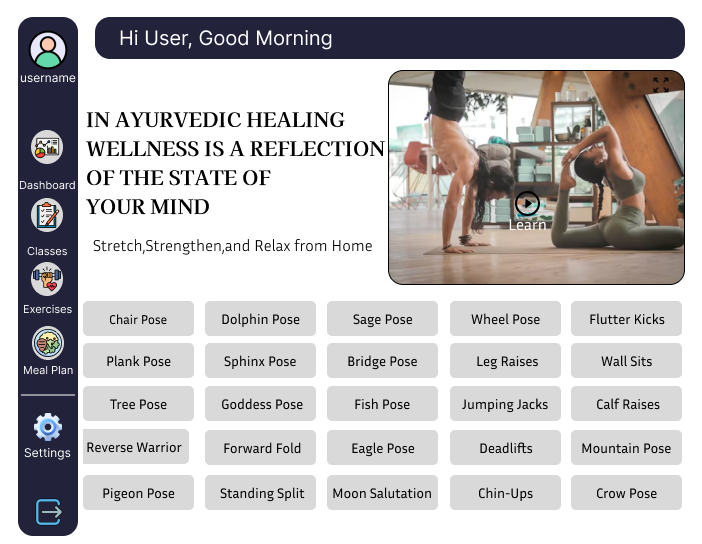 Hi User, Good Morning
username
Dashboard
Classes
Exercises
Meal Plan
Settings
IN AYURVEDIC HEALING
WELLNESS IS A REFLECTION
OF THE STATE OF
YOUR MIND
Stretch,Strengthen,and Relax from Home
Learn
Chair Pose
Dolphin Pose
Sage Pose
Wheel Pose
Flutter Kicks
Plank Pose
Sphinx Pose
Bridge Pose
Leg Raises
Wall Sits
Tree Pose
Goddess Pose
Fish Pose
Jumping Jacks
Calf Raises
Reverse Warrior
Forward Fold
Eagle Pose
Deadlifts
Mountain Pose
Pigeon Pose
Standing Split
Moon Salutation
Chin-Ups
Crow Pose